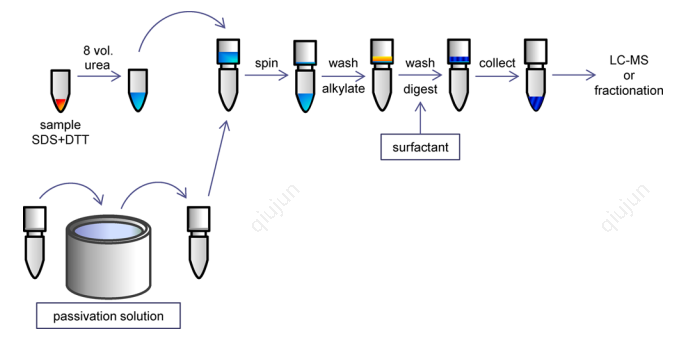 8 vol.
urea
sample
SDS+DTT
spin
wash
alkylate
wash
digest
surfactant
collect
LC-MS
or
fractionation
qiujun
qiujun
passivation solution